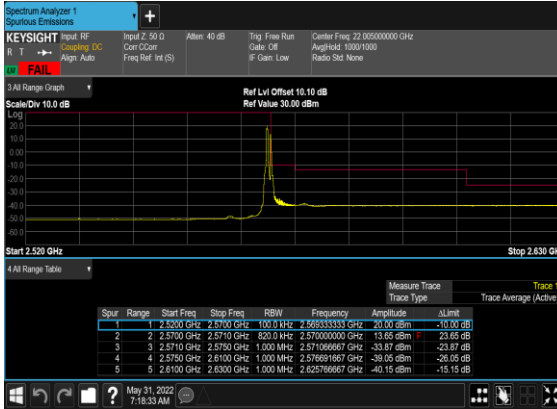 Spectrum Analyzer 1
Spurious Emissions
+
KEYSIGHT Input: RF Input Z: 50 Ω Atten: 40 dB Trig: Free Run Center Freq: 22.005000000 GHz
R T Coupling: DC Corr CCorr Gate: Off Avg|Hold: 1000/1000
Align: Auto Freq Ref: Int (S) IF Gain: Low Radio Std: None
FAIL
3 All Range Graph
Ref Lvl Offset 10.10 dB
Scale/Div 10.0 dB Ref Value 30.00 dBm
Log
20.0
10.0
0.00
-10.0
-20.0
-30.0
-40.0
-50.0
-60.0
Start 2.520 GHz Stop 2.630 GH
4 All Range Table
Measure Trace Trace 1
Trace Type Trace Average (Active
Spur Range Start Freq Stop Freq RBW Frequency Amplitude ΔLimit
1 1 2.5200 GHz 2.5700 GHz 100.0 kHz 2.569333333 GHz 20.00 dBm -10.00 dB
2 2 2.5700 GHz 2.5710 GHz 820.0 kHz 2.570000000 GHz 13.65 dBm F 23.65 dB
3 3 2.5710 GHz 2.5750 GHz 1.000 MHz 2.571066667 GHz -33.87 dBm -23.87 dB
4 4 2.5750 GHz 2.6100 GHz 1.000 MHz 2.576691667 GHz -39.05 dBm -26.05 dB
5 5 2.6100 GHz 2.6300 GHz 1.000 MHz 2.625766667 GHz -40.15 dBm -15.15 dB
?
May 31, 2022
7:18:33 AM